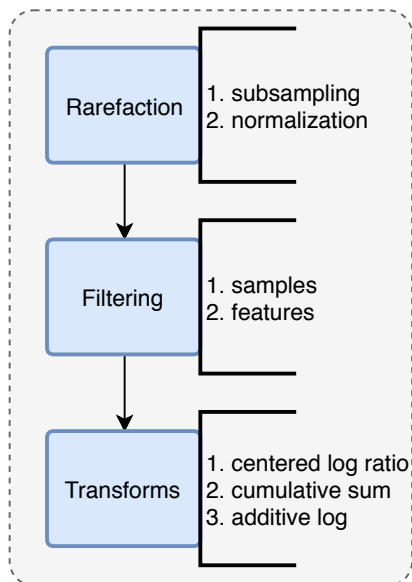 Rarefaction
1. subsampling
2. normalization
Filtering
1. samples
2. features
Transforms
1. centered log ratio
2. cumulative sum
3. additive log